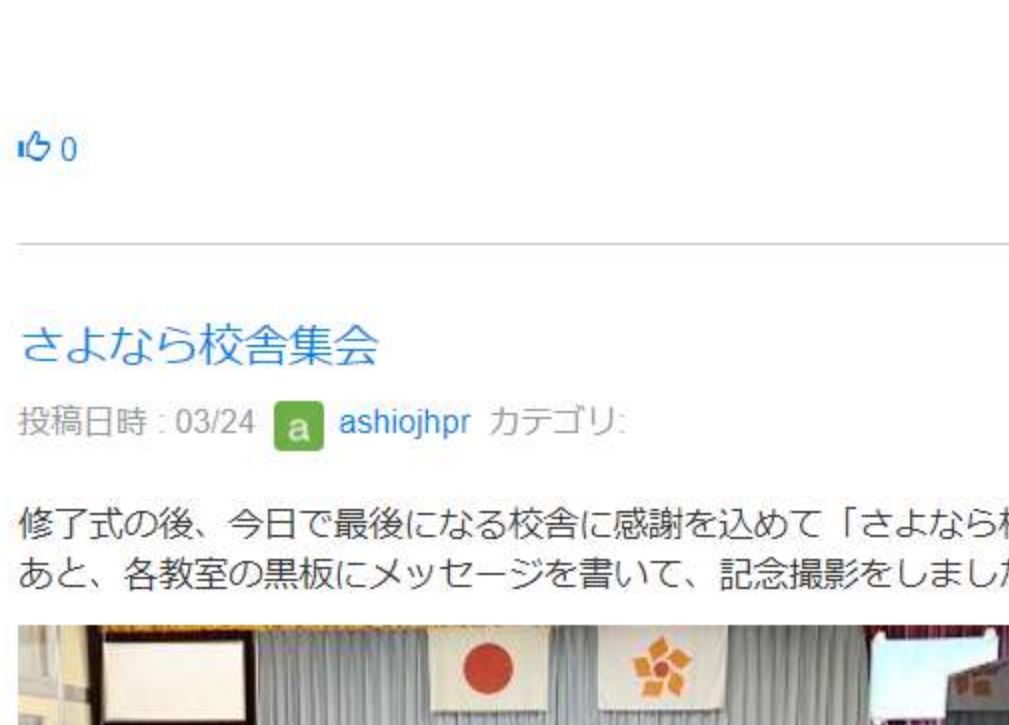 0
さよなら校舎集会
投稿日時 : 03/24 a ashiojhpr カテゴリ:
修了式の後、今日で最後になる校舎に感謝を込めて「さよなら
あと、各教室の黒板にメッセージを書いて、記念撮影をしまし